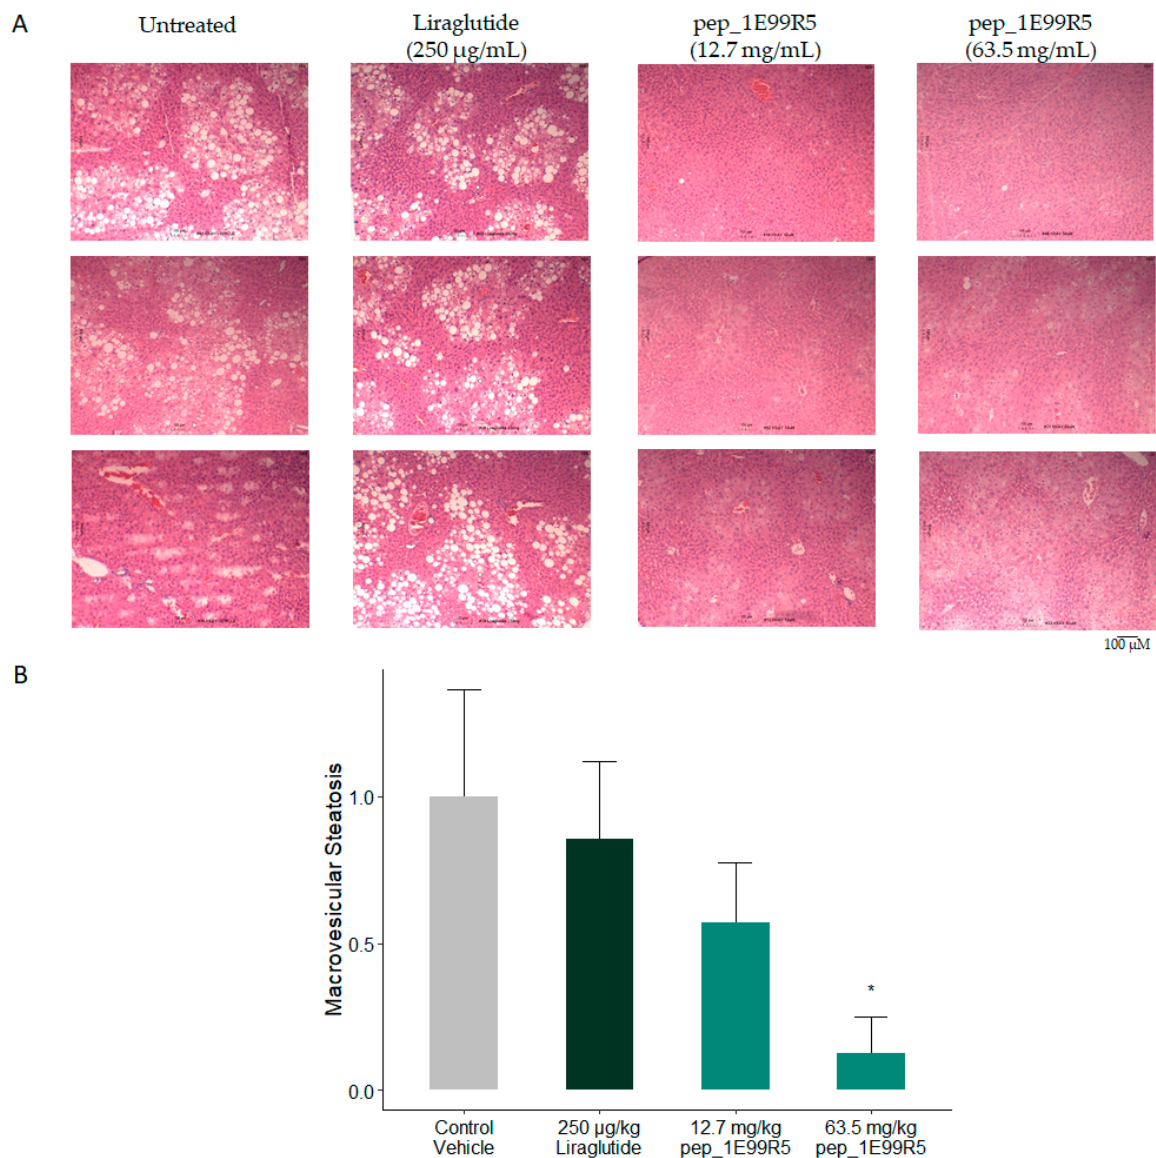 A
Untreated
Liraglutide
(250 µg/mL)
pep_1E99R5
(12.7 mg/mL)
pep_1E99R5
(63.5 mg/mL)
100 µM
B
Macrovesicular Steatosis
1.0
0.5
0.0
*
Control
Vehicle
250 µg/kg
Liraglutide
12.7 mg/kg
pep_1E99R5
63.5 mg/kg
pep_1E99R5